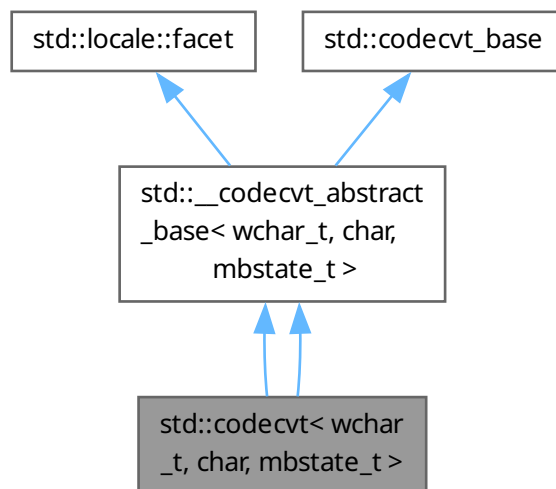 std::locale::facet
std::codecvt_base
std::__codecvt_abstract
_base< wchar_t, char,
mbstate_t >
std::codecvt< wchar
_t, char, mbstate_t >